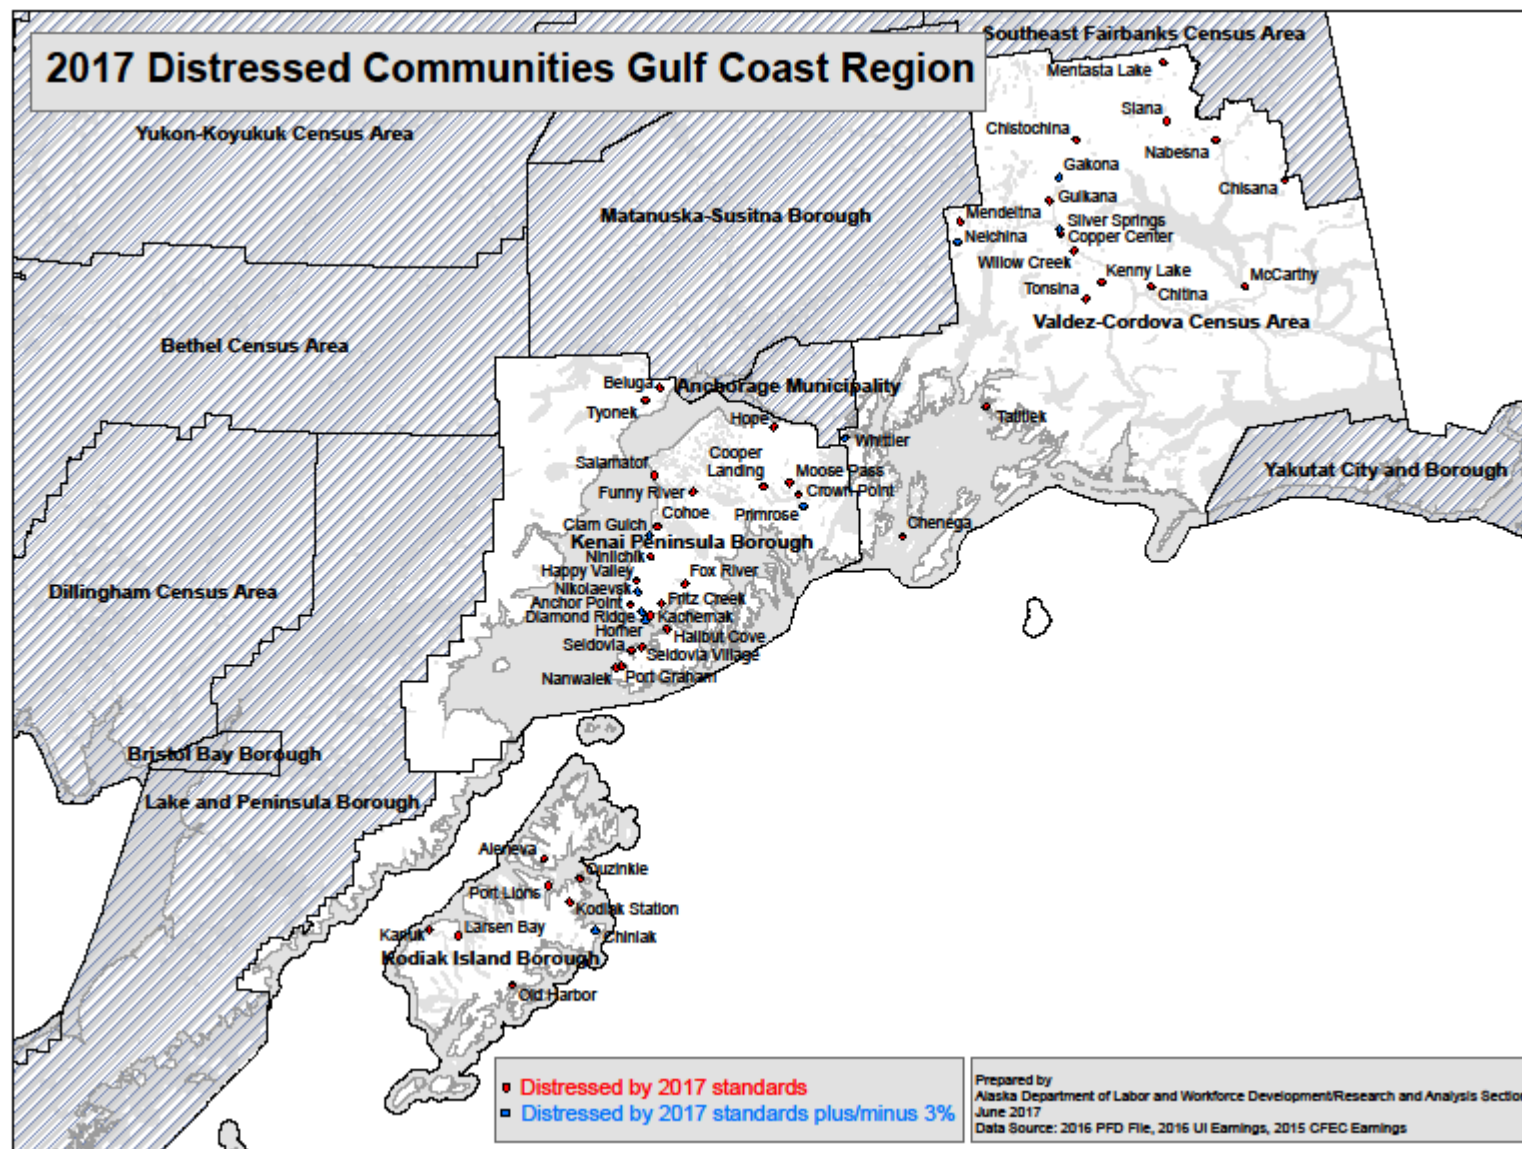 2017 Distressed Communities Gulf Coast Region
Southeast Fairbanks Census Area
Mentasta Lake
Yukon-Koyukuk Census Area
Slana
Chistochina
Nabesna
Gakona
Chisana
Gulkana
Matanuska-Susitna Borough
Mendeltna
Silver Springs
Nelchina
Copper Center
Willow Creek
Kenny Lake
McCarthy
Tonsina
Chitina
Valdez-Cordova Census Area
Bethel Census Area
Beluga
Anchorage Municipality
Tyonek
Hope
Tatitlek
Whittier
Cooper
Landing
Salamatof
Moose Pass
Yakutat City and Borough
Funny River
Crown Point
Cohoe
Primrose
Clam Gulch
Chenega
Kenai Peninsula Borough
Ninilchik
Happy Valley
Fox River
Nikolaevsk
Dillingham Census Area
Anchor Point
Fritz Creek
Diamond Ridge
Kachemak
Homer
Halibut Cove
Seldovia
Seldovia Village
Nanwalek
Port Graham
Bristol Bay Borough
Lake and Peninsula Borough
Aleneva
Ouzinkie
Port Lions
Kodiak Station
Larsen Bay
Karluk
Chiniak
Kodiak Island Borough
Old Harbor
Distressed by 2017 standards
Distressed by 2017 standards plus/minus 3%
Prepared by
Alaska Department of Labor and Workforce Development/Research and Analysis Section
June 2017
Data Source: 2016 PFD File, 2016 UI Earnings, 2015 CFEC Earnings